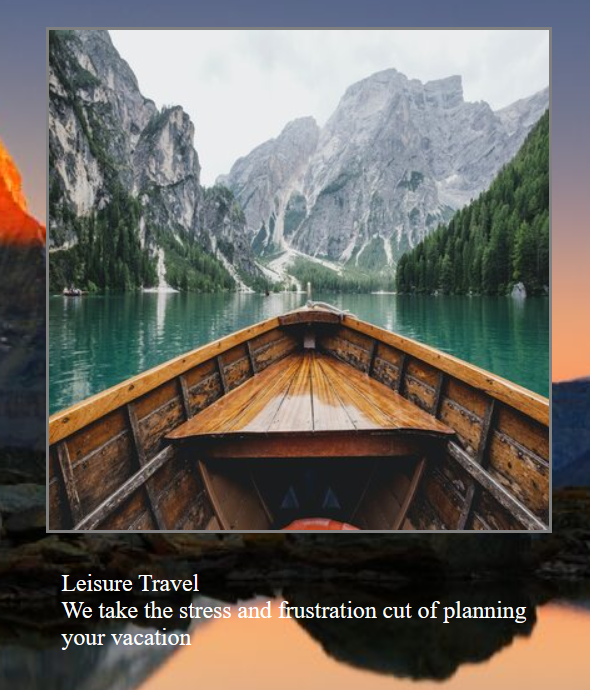 Leisure Travel
We take the stress and frustration cut of planning
your vacation